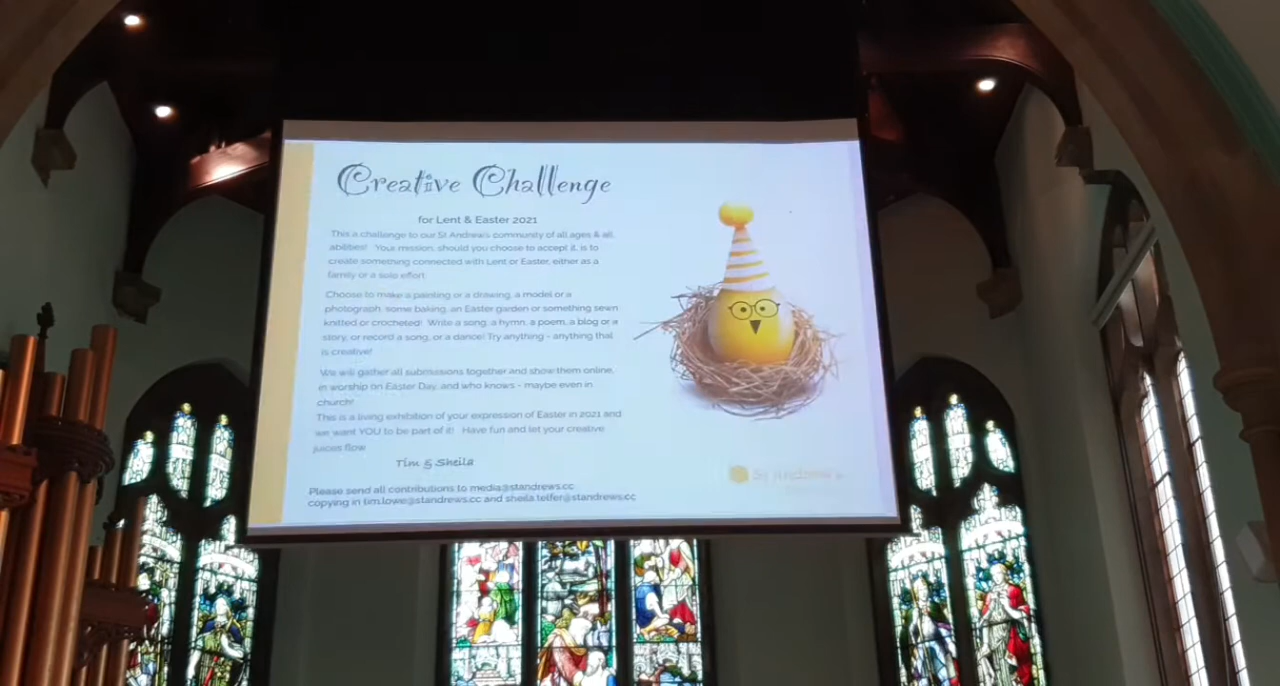 Creative Challenge
for Lent & Easter 2021
This a challenge to our St Andrew's community of all ages & all
abilities! Your mission, should you choose to accept it, is to
create something connected with Lent or Easter, either as a
family or a solo effort.
Choose to make a painting or a drawing, a model or a
photograph, some baking, an Easter garden or something sewn
knitted or crocheted! Write a song, a hymn, a poem, a blog or a
story, or record a song, or a dance! Try anything - anything that
is creative!
We will gather all submissions together and show them online,
in worship on Easter Day, and who knows - maybe even in
church!
This is a living exhibition of your expression of Easter in 2021 and
we want YOU to be part of it! Have fun and let your creative
juices flow
Tim & Sheila
St Andrew's
Please send all contributions to media@standrews.cc
copying in tim.lowe@standrews.cc and sheila.telfer@standrews.cc